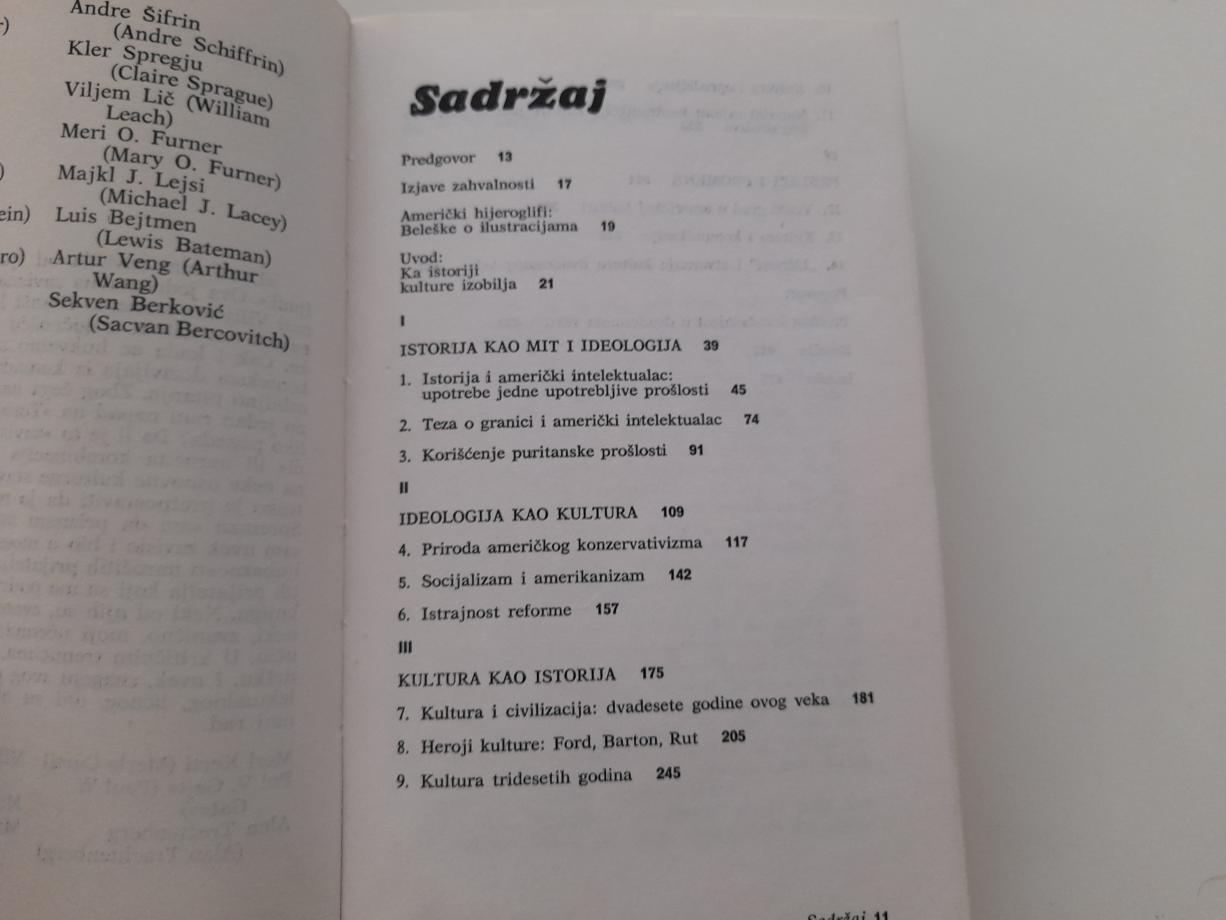 r)
)
ein)
ro)
Andre Šifrin
(Andre Schiffrin)
Kler Spregju
(Claire Sprague)
Viljem Lič (William
Leach)
Meri O. Furner
(Mary O. Furner)
Majkl J. Lejsi
(Michael J. Lacey)
Luis Bejtmen
(Lewis Bateman)
Artur Veng (Arthur
Wang)
Sekven Berković
(Sacvan Bercovitch)
Sadržaj
Predgovor 13
Izjave zahvalnosti 17
Američki hijeroglifi:
Beleške o ilustracijama 19
Uvod:
Ka istoriji
kulture izobilja 21
I
ISTORIJA KAO MIT I IDEOLOGIJA 39
1. Istorija i američki intelektualac:
upotrebe jedne upotrebljive prošlosti 45
2. Teza o granici i američki intelektualac 74
3. Korišćenje puritanske prošlosti 91
II
IDEOLOGIJA KAO KULTURA 109
4. Priroda američkog konzervativizma 117
5. Socijalizam i amerikanizam 142
6. Istrajnost reforme 157
III
KULTURA KAO ISTORIJA 175
7. Kultura i civilizacija: dvadesete godine ovog veka 181
8. Heroji kulture: Ford, Barton, Rut 205
9. Kultura tridesetih godina 245
Sadržaj 11